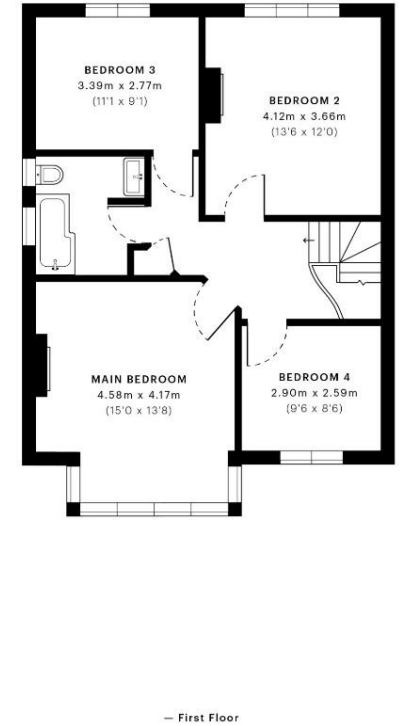 BEDROOM 3
3.39m x 2.77m
(11'1 x 9'1)
BEDROOM 2
4.12m x 3.66m
(13'6 x 12'0)
MAIN BEDROOM
4.58m x 4.17m
(15'0 x 13'8)
BEDROOM 4
2.90m x 2.59m
(9'6 x 8'6)
— First Floor